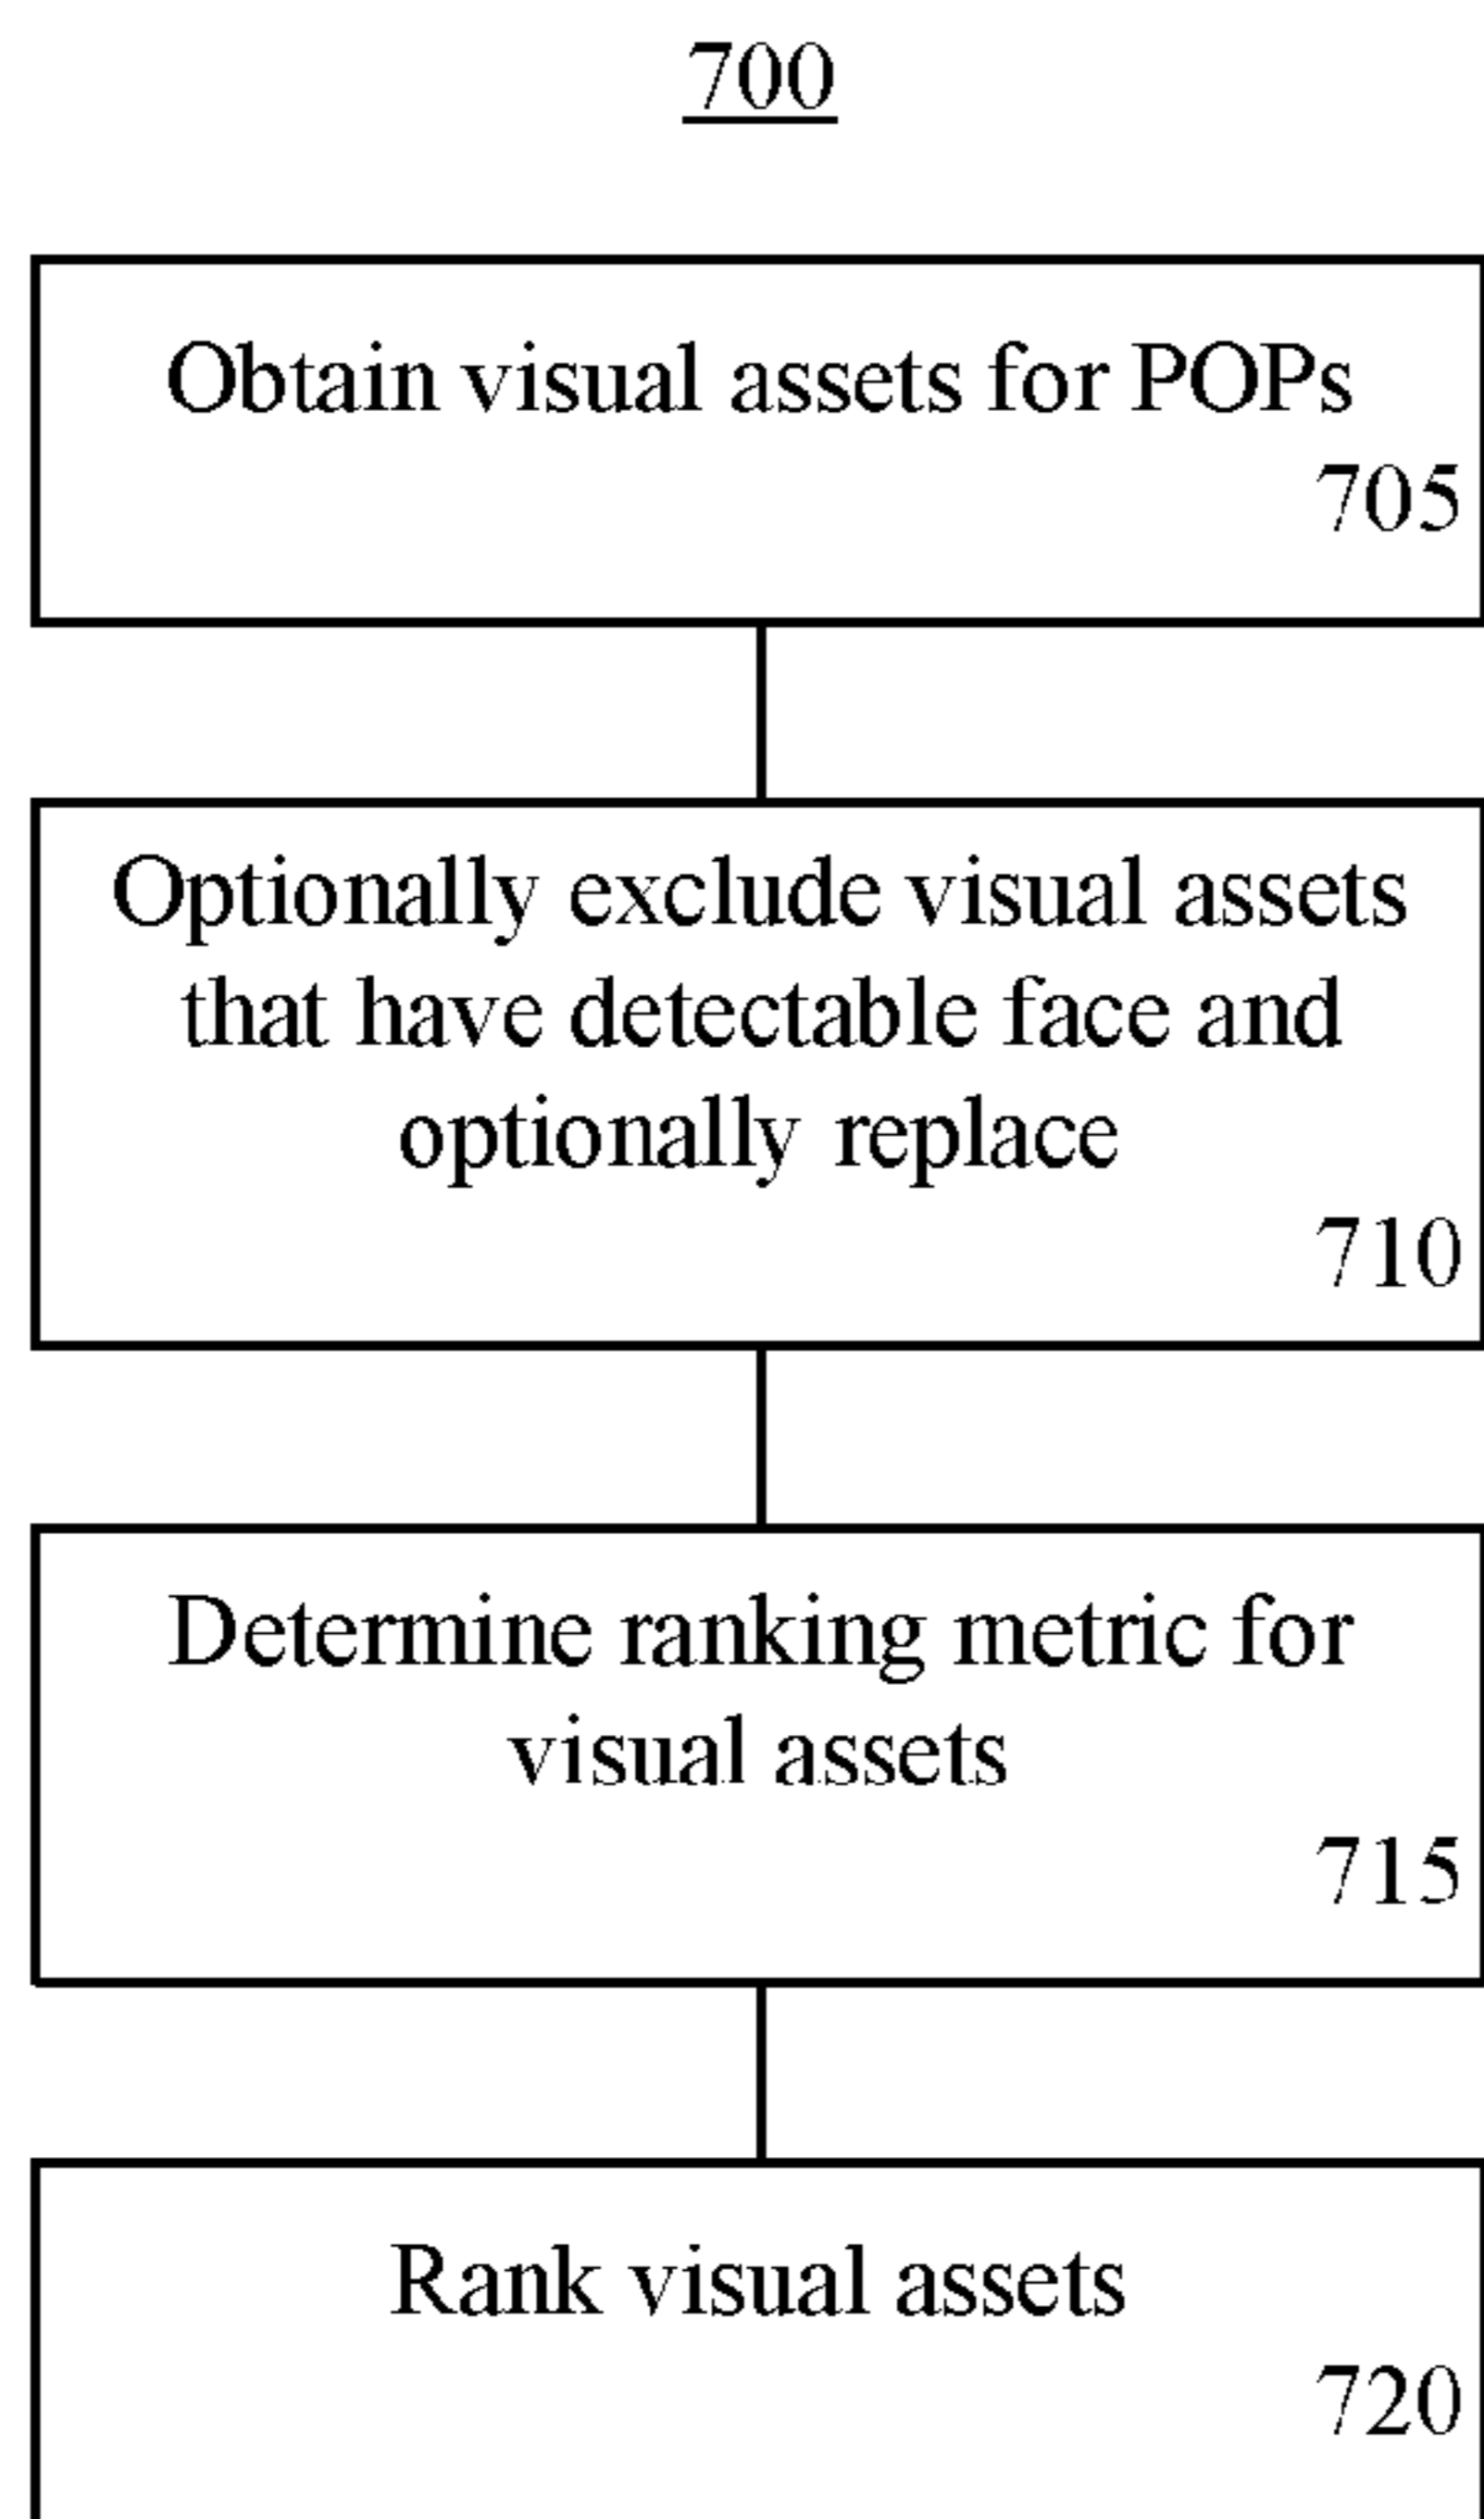 700
Obtain visual assets for POPs
705
Optionally exclude visual assets
that have detectable face and
optionally replace
710
Determine ranking metric for
visual assets
715
Rank visual assets
720